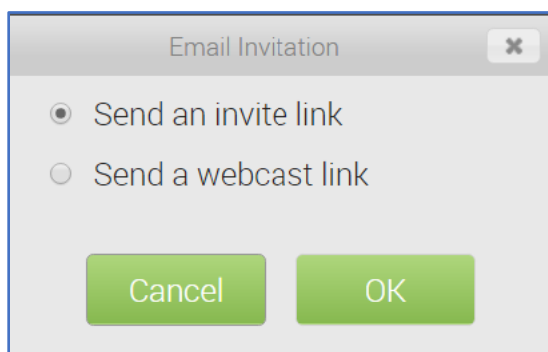 Email Invitation
Send an invite link
Send a webcast link
Cancel OK